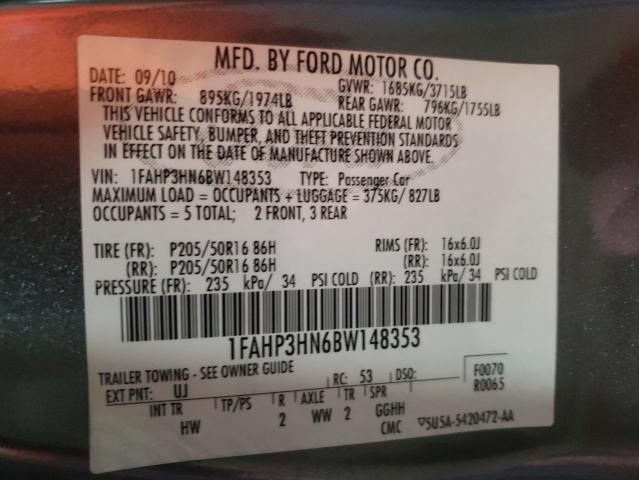 MFD. BY FORD MOTOR CO.
DATE: 09/10 GVWR: 1685KG/3715LB
FRONT GAWR: 895KG/1974LB REAR GAWR: 796KG/1755LB
THIS VEHICLE CONFORMS TO ALL APPLICABLE FEDERAL MOTOR
VEHICLE SAFETY, BUMPER, AND THEFT PREVENTION STANDARDS
IN EFFECT ON THE DATE OF MANUFACTURE SHOWN ABOVE.
VIN: 1FAHP3HN6BW148353 TYPE: Passenger Car
MAXIMUM LOAD = OCCUPANTS + LUGGAGE = 375KG/ 827LB
OCCUPANTS = 5 TOTAL; 2 FRONT, 3 REAR
TIRE (FR): P205/50R16 86H RIMS (FR): 16x6.0J
(RR): P205/50R16 86H (RR): 16x6.0J
PRESSURE (FR): 235 kPa/ 34 PSI COLD (RR): 235 kPa/ 34 PSI COLD
1FAHP3HN6BW148353
TRAILER TOWING - SEE OWNER GUIDE
EXT PNT: UJ RC: 53 DSO: F0070
R0065
INT TR TP/PS R AXLE TR SPR
HW 2 WW 2 GGHH
CMC
5U5A-5420472-AA